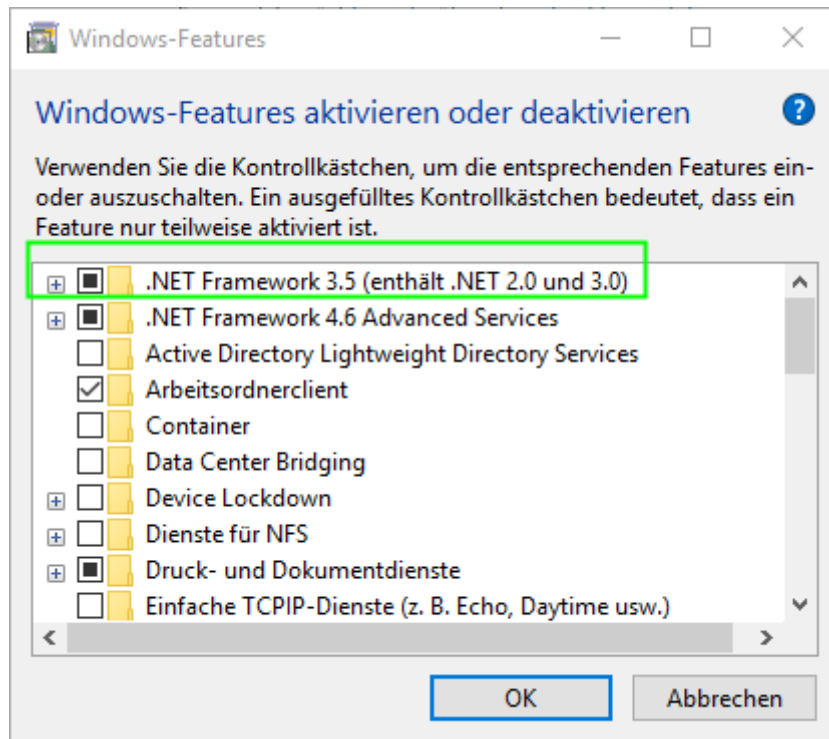 Windows-Features
Windows-Features aktivieren oder deaktivieren
Verwenden Sie die Kontrollkästchen, um die entsprechenden Features ein-
oder auszuschalten. Ein ausgefülltes Kontrollkästchen bedeutet, dass ein
Feature nur teilweise aktiviert ist.
.NET Framework 3.5 (enthält .NET 2.0 und 3.0)
.NET Framework 4.6 Advanced Services
Active Directory Lightweight Directory Services
Arbeitsordnerclient
Container
Data Center Bridging
Device Lockdown
Dienste für NFS
Druck- und Dokumentdienste
Einfache TCPIP-Dienste (z. B. Echo, Daytime usw.)
OK
Abbrechen